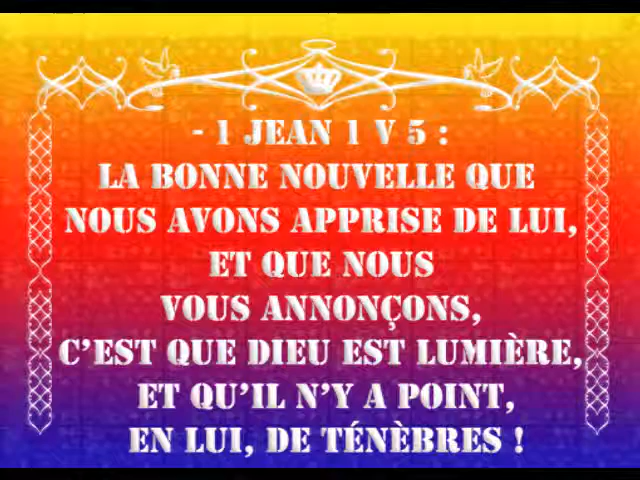 - 1 JEAN 1 V 5 :
LA BONNE NOUVELLE QUE
NOUS AVONS APPRISE DE LUI,
ET QUE NOUS
VOUS ANNONÇONS,
C'EST QUE DIEU EST LUMIÈRE,
ET QU'IL N'Y A POINT,
EN LUI, DE TÉNÈBRES !